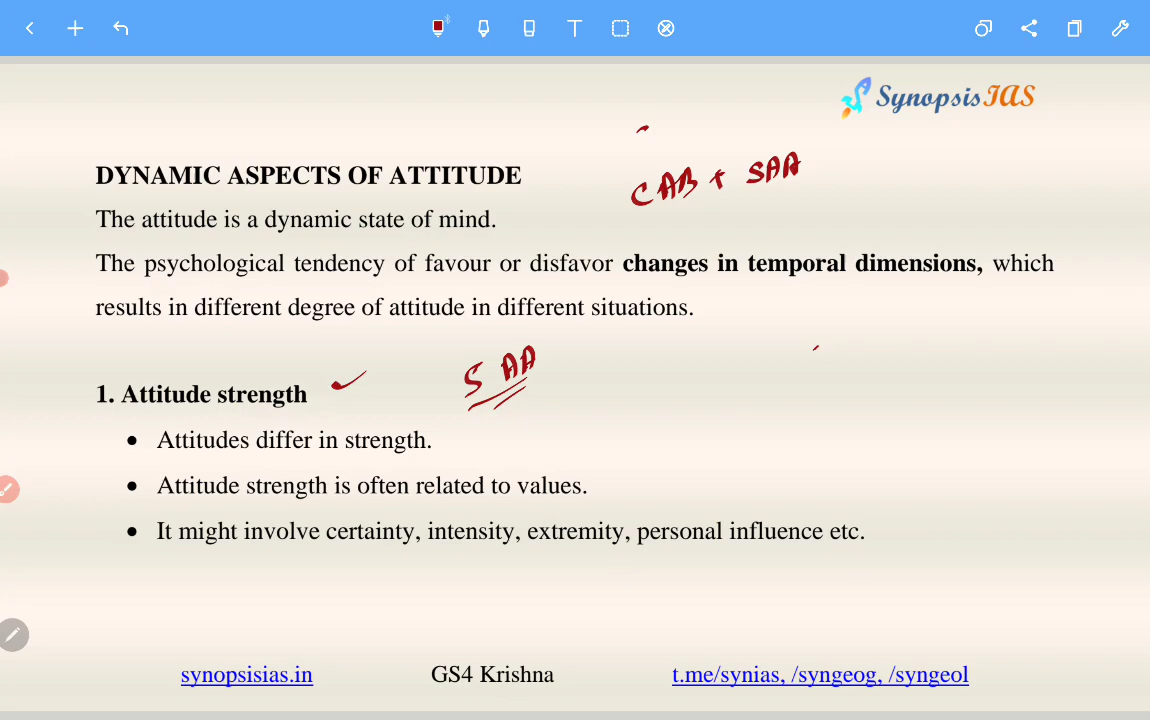 SynopsisIAS
DYNAMIC ASPECTS OF ATTITUDE
CAB + SAA
The attitude is a dynamic state of mind.
The psychological tendency of favour or disfavor changes in temporal dimensions, which
results in different degree of attitude in different situations.
1. Attitude strength
SAA
• Attitudes differ in strength.
• Attitude strength is often related to values.
• It might involve certainty, intensity, extremity, personal influence etc.
synopsisias.in GS4 Krishna t.me/synias, /syngeog, /syngeol